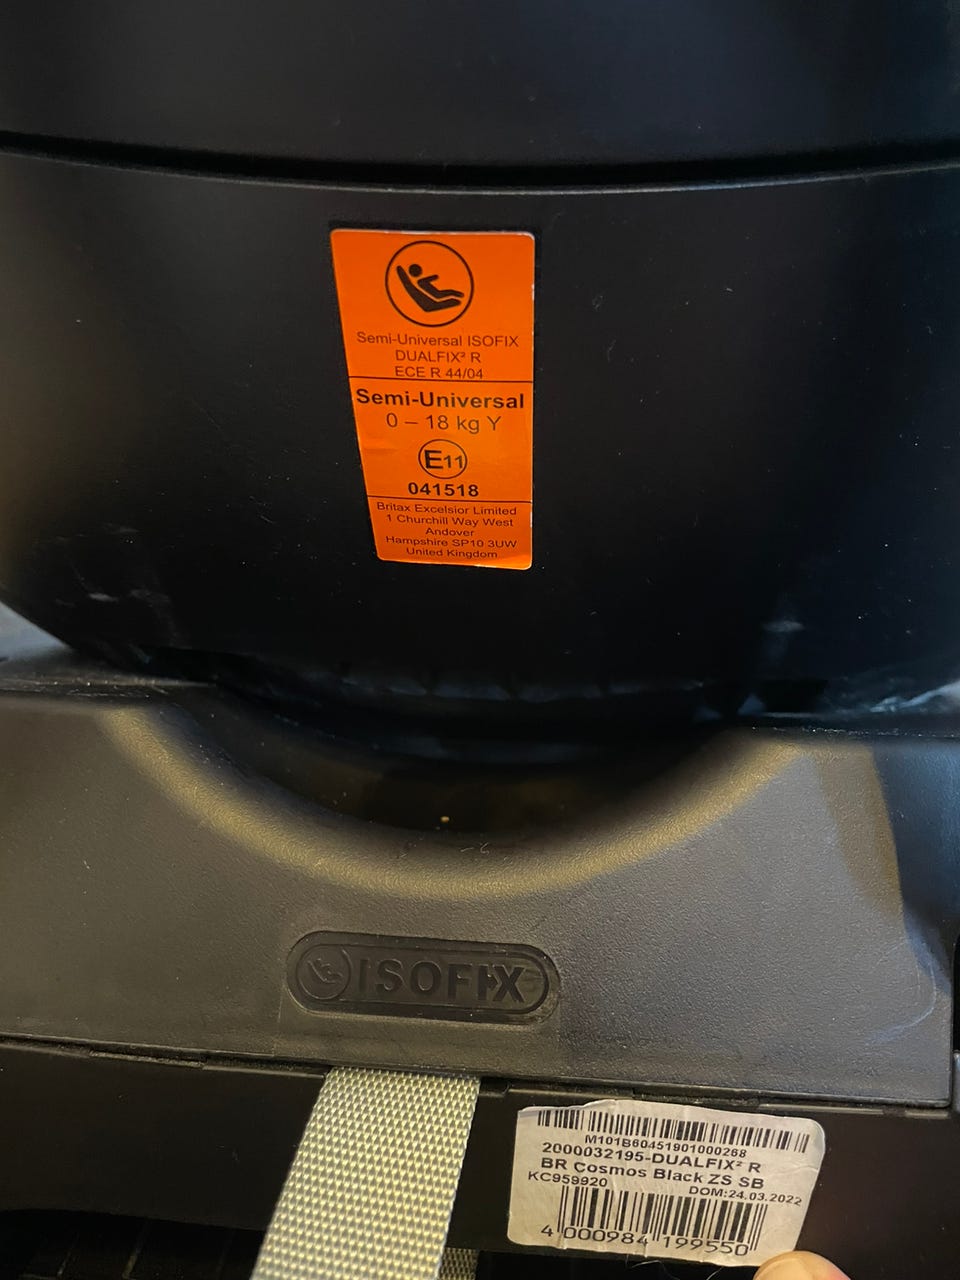 Semi-Universal ISOFIX
DUALFIX² R
ECE R 44/04
Semi-Universal
0 – 18 kg Y
E11
041518
Britax Excelsior Limited
1 Churchill Way West
Andover
Hampshire SP10 3UW
United Kingdom
ISOFIX
M101B60451901000268
2000032195-DUALFIX² R
BR Cosmos Black ZS SB
KC959920 DOM:24.03.2022
4 000984 199550